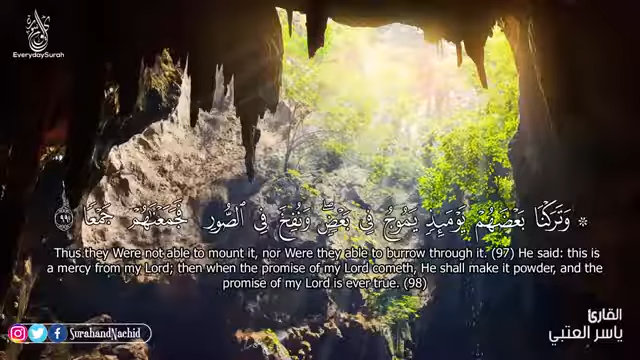 EverydaySurah
۞ وَتَرَكْنَا بَعْضَهُمْ يَوْمَئِذٍ يَمُوجُ فِي بَعْضٍ ۖ وَنُفِخَ فِي الصُّورِ فَجَمَعْنَاهُمْ جَمْعًا ٩٩
Thus they Were not able to mount it, nor Were they able to burrow through it. (97) He said: this is
a mercy from my Lord; then when the promise of my Lord cometh, He shall make it powder, and the
promise of my Lord is ever true. (98)
SurahandNachid
القارئ
ياسر العتبي